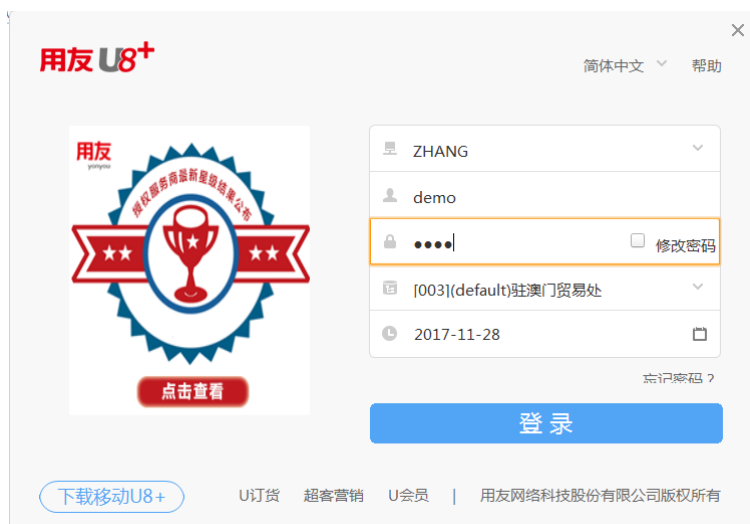 用友 U8+
简体中文 帮助
用友
yonyou
授权服务商最新星级结果公布
点击查看
ZHANG
demo
●●●● 修改密码
[003](default)驻澳门贸易处
2017-11-28
忘记密码？
登录
下载移动U8+ U订货 超客营销 U会员 | 用友网络科技股份有限公司版权所有